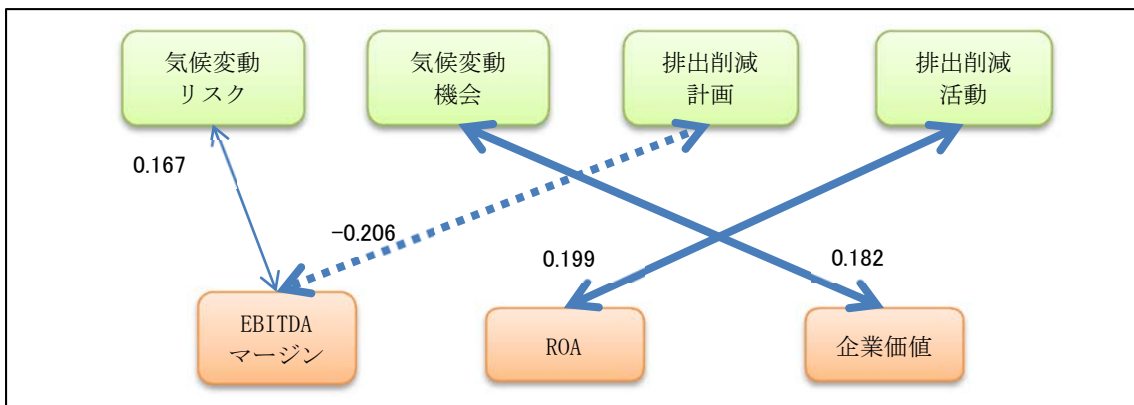 気候変動
リスク
気候変動
機会
排出削減
計画
排出削減
活動
0.167
-0.206
0.199
0.182
EBITDA
マージン
ROA
企業価値